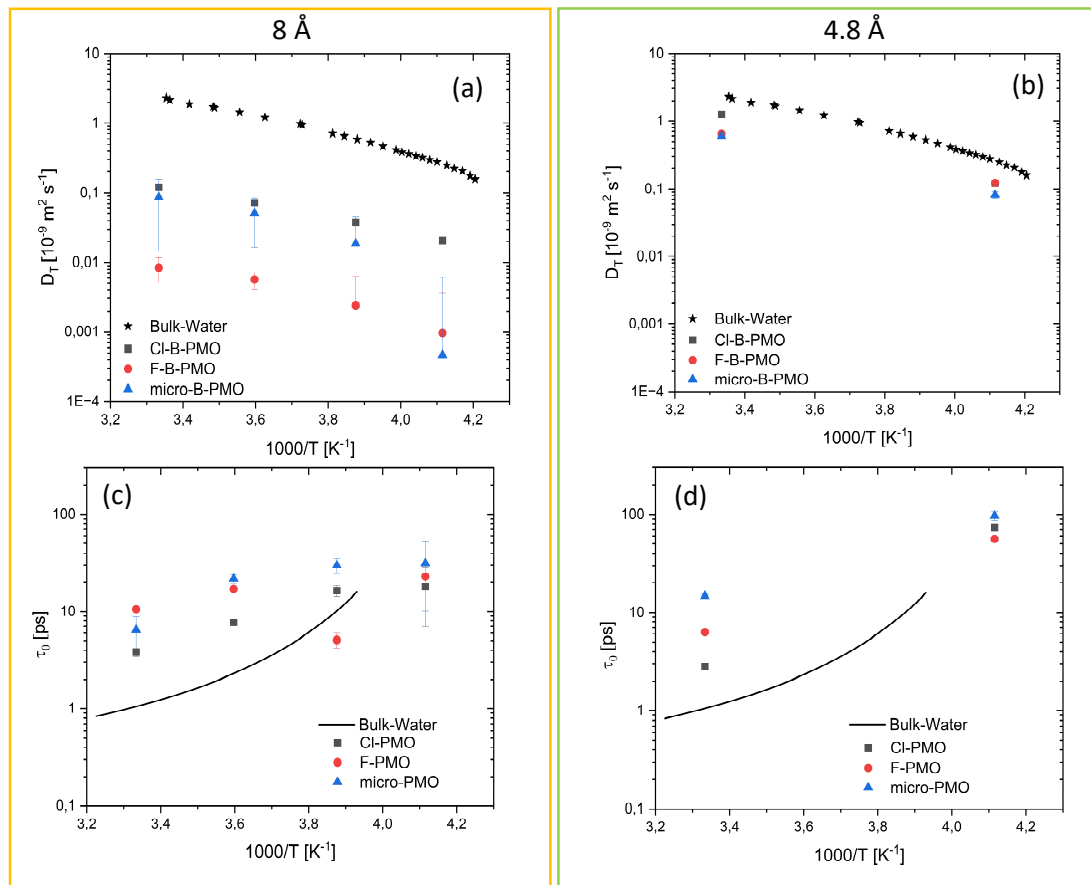 8 Å
4.8 Å
(a)
10
1
0,1
0,01
0,001
1E−4
D_T [10^-9 m^2 s^-1]
Bulk-Water
Cl-B-PMO
F-B-PMO
micro-B-PMO
3,2 3,4 3,6 3,8 4,0 4,2
1000/T [K^-1]
(b)
10
1
0,1
0,01
0,001
1E−4
D_T [10^-9 m^2 s^-1]
Bulk-Water
Cl-B-PMO
F-B-PMO
micro-B-PMO
3,2 3,4 3,6 3,8 4,0 4,2
1000/T [K^-1]
(c)
100
10
1
0,1
τ_0 [ps]
Bulk-Water
Cl-PMO
F-PMO
micro-PMO
3,2 3,4 3,6 3,8 4,0 4,2
1000/T [K^-1]
(d)
100
10
1
0,1
τ_0 [ps]
Bulk-Water
Cl-PMO
F-PMO
micro-PMO
3,2 3,4 3,6 3,8 4,0 4,2
1000/T [K^-1]